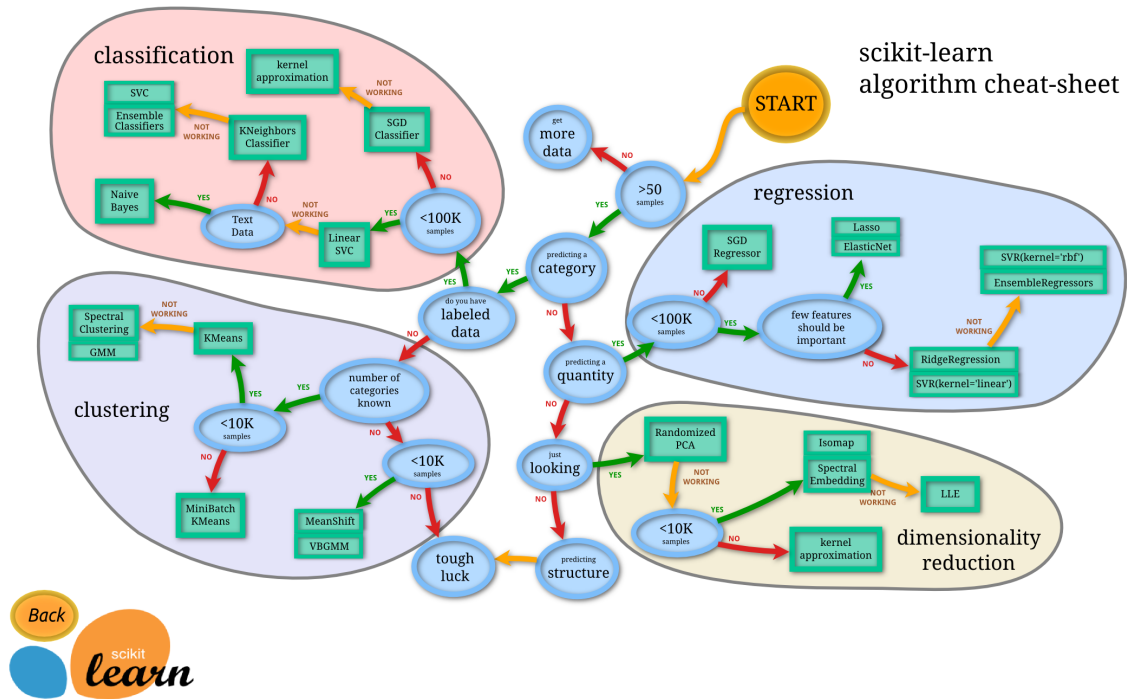 scikit-learn
algorithm cheat-sheet
START
get
more
data
NO
>50
samples
YES
predicting a
category
YES
NO
do you have
labeled
data
YES
NO
predicting a
quantity
YES
NO
just
looking
YES
NO
predicting
structure
tough
luck
classification
kernel
approximation
NOT
WORKING
SGD
Classifier
NO
<100K
samples
YES
Linear
SVC
NOT
WORKING
Text
Data
YES
Naive
Bayes
NO
KNeighbors
Classifier
NOT
WORKING
SVC
Ensemble
Classifiers
clustering
number of
categories
known
YES
NO
<10K
samples
YES
KMeans
NOT
WORKING
Spectral
Clustering
GMM
NO
MiniBatch
KMeans
<10K
samples
YES
NO
MeanShift
VBGMM
regression
<100K
samples
NO
SGD
Regressor
YES
few features
should be
important
YES
Lasso
ElasticNet
NO
RidgeRegression
SVR(kernel='linear')
NOT
WORKING
SVR(kernel='rbf')
EnsembleRegressors
dimensionality
reduction
Randomized
PCA
NOT
WORKING
<10K
samples
YES
Isomap
Spectral
Embedding
NOT
WORKING
LLE
NO
kernel
approximation
Back
scikit
learn